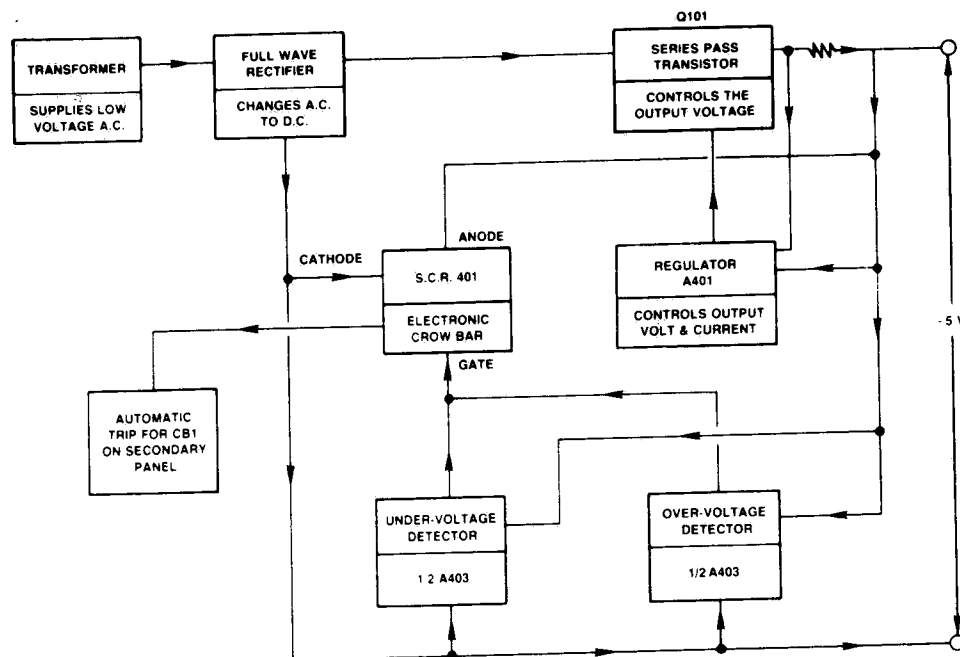 Q101
TRANSFORMER
SUPPLIES LOW
VOLTAGE A.C.
FULL WAVE
RECTIFIER
CHANGES A.C.
TO D.C.
SERIES PASS
TRANSISTOR
CONTROLS THE
OUTPUT VOLTAGE
ANODE
CATHODE
S.C.R. 401
ELECTRONIC
CROW BAR
GATE
REGULATOR
A401
CONTROLS OUTPUT
VOLT & CURRENT
- 5 V
AUTOMATIC
TRIP FOR CB1
ON SECONDARY
PANEL
UNDER-VOLTAGE
DETECTOR
1 2 A403
OVER-VOLTAGE
DETECTOR
1/2 A403